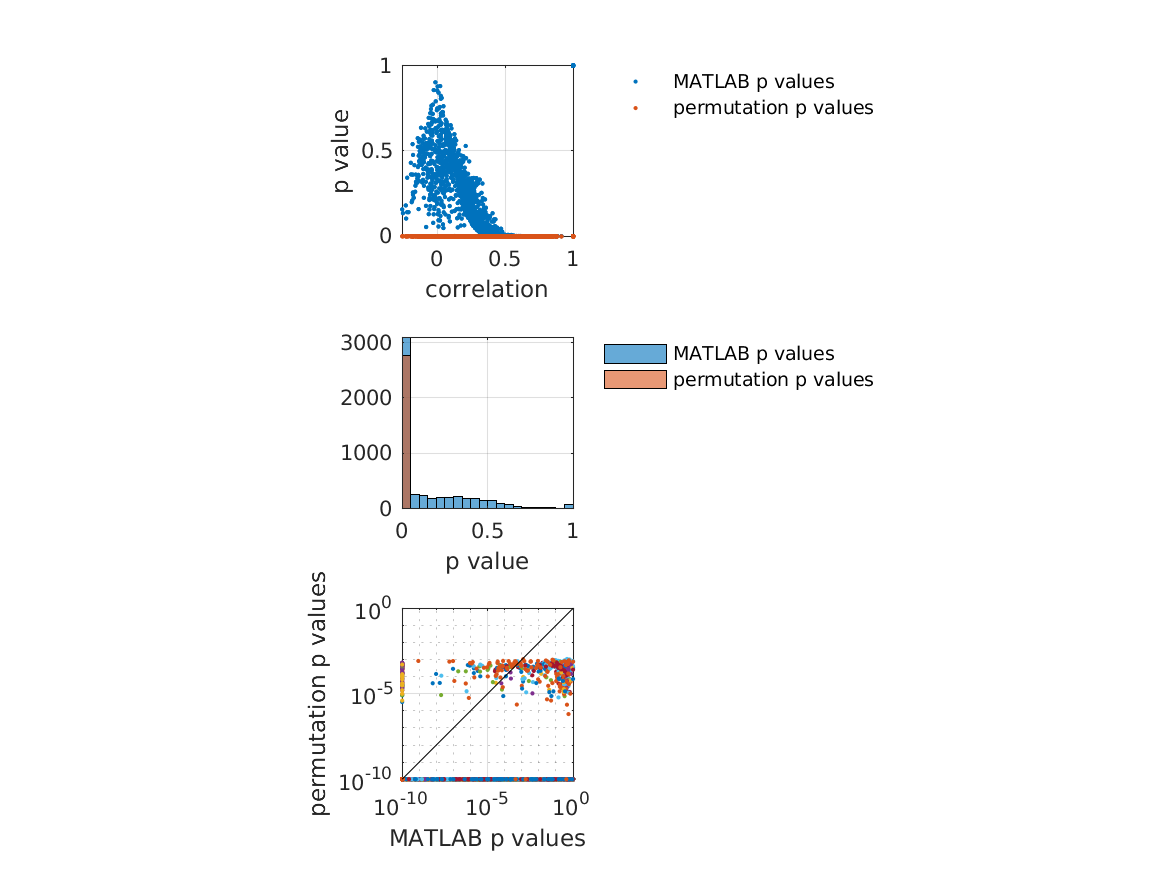 1
0.5
0
p value
0
0.5
1
correlation
MATLAB p values
permutation p values
3000
2000
1000
0
0
0.5
1
p value
MATLAB p values
permutation p values
permutation p values
10^0
10^-5
10^-10
10^-10
10^-5
10^0
MATLAB p values